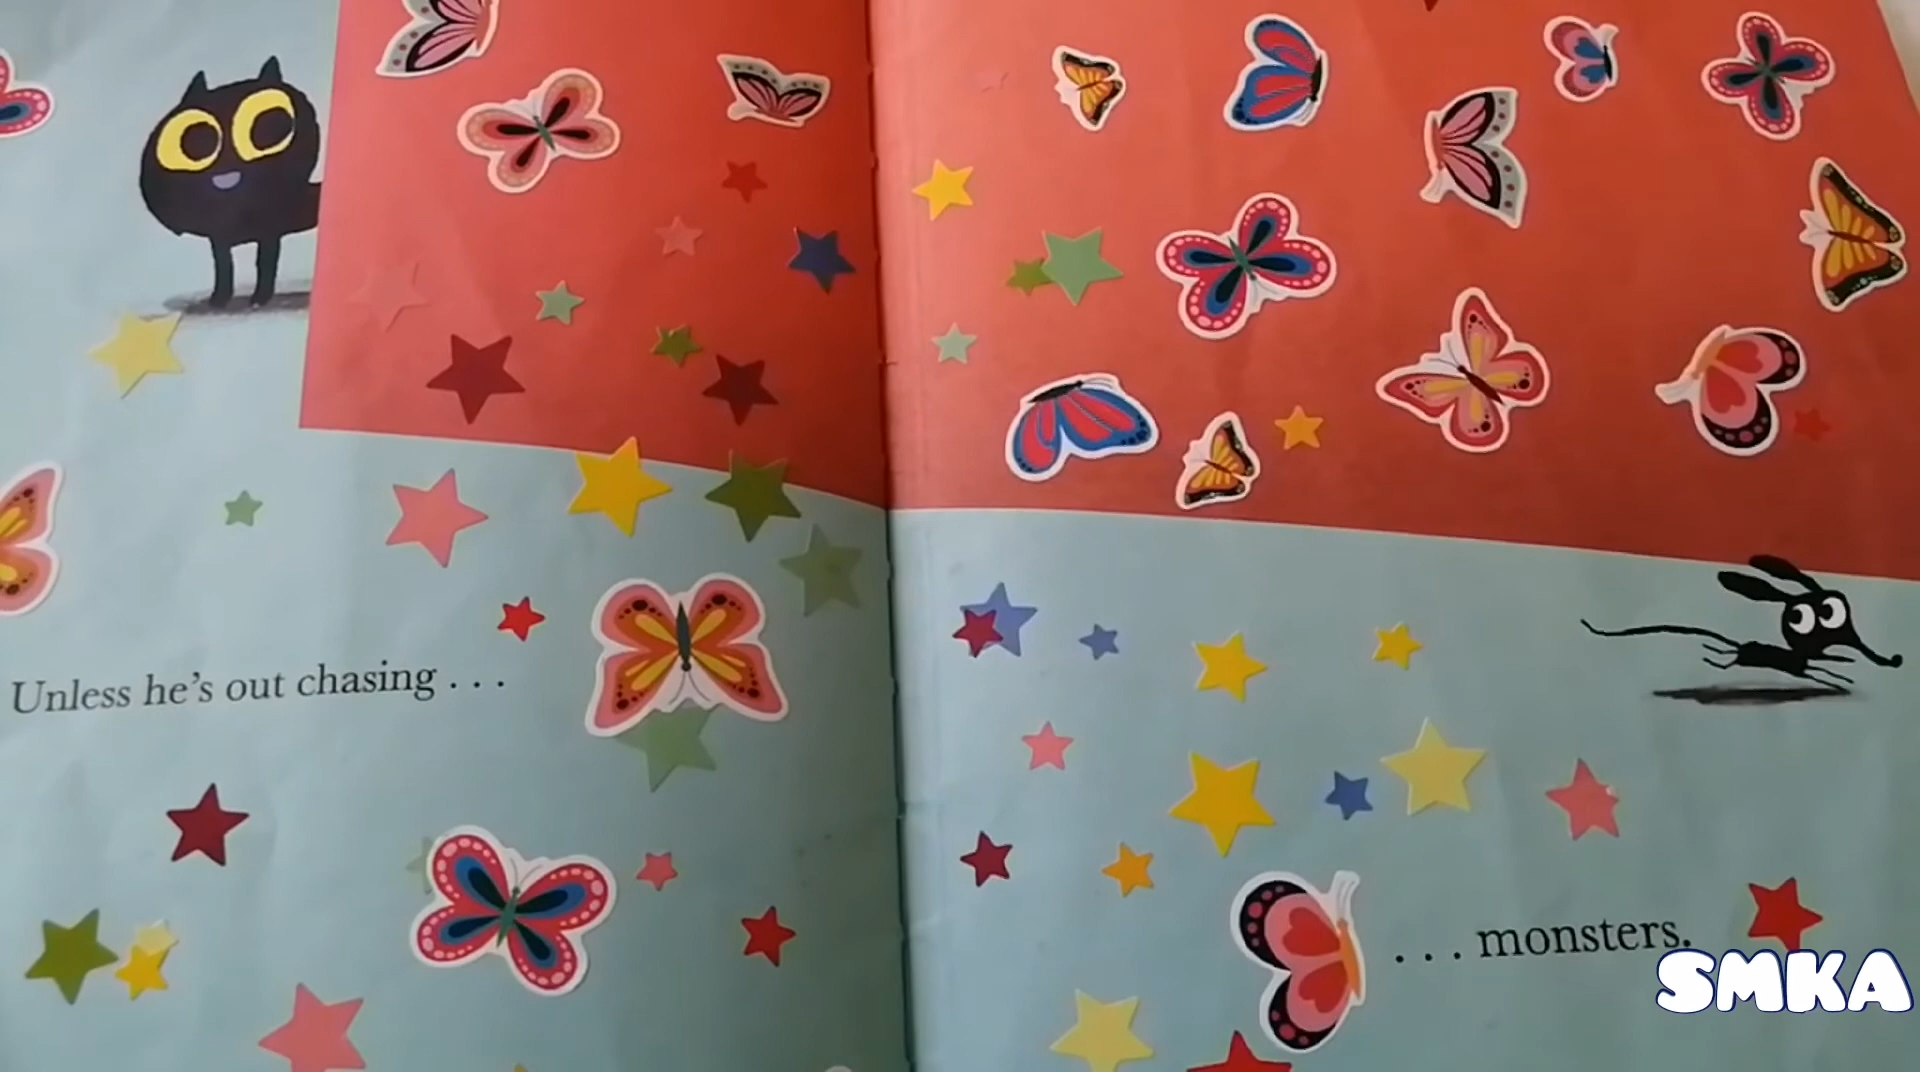 Unless he's out chasing . . .
. . . monsters.
SMKA